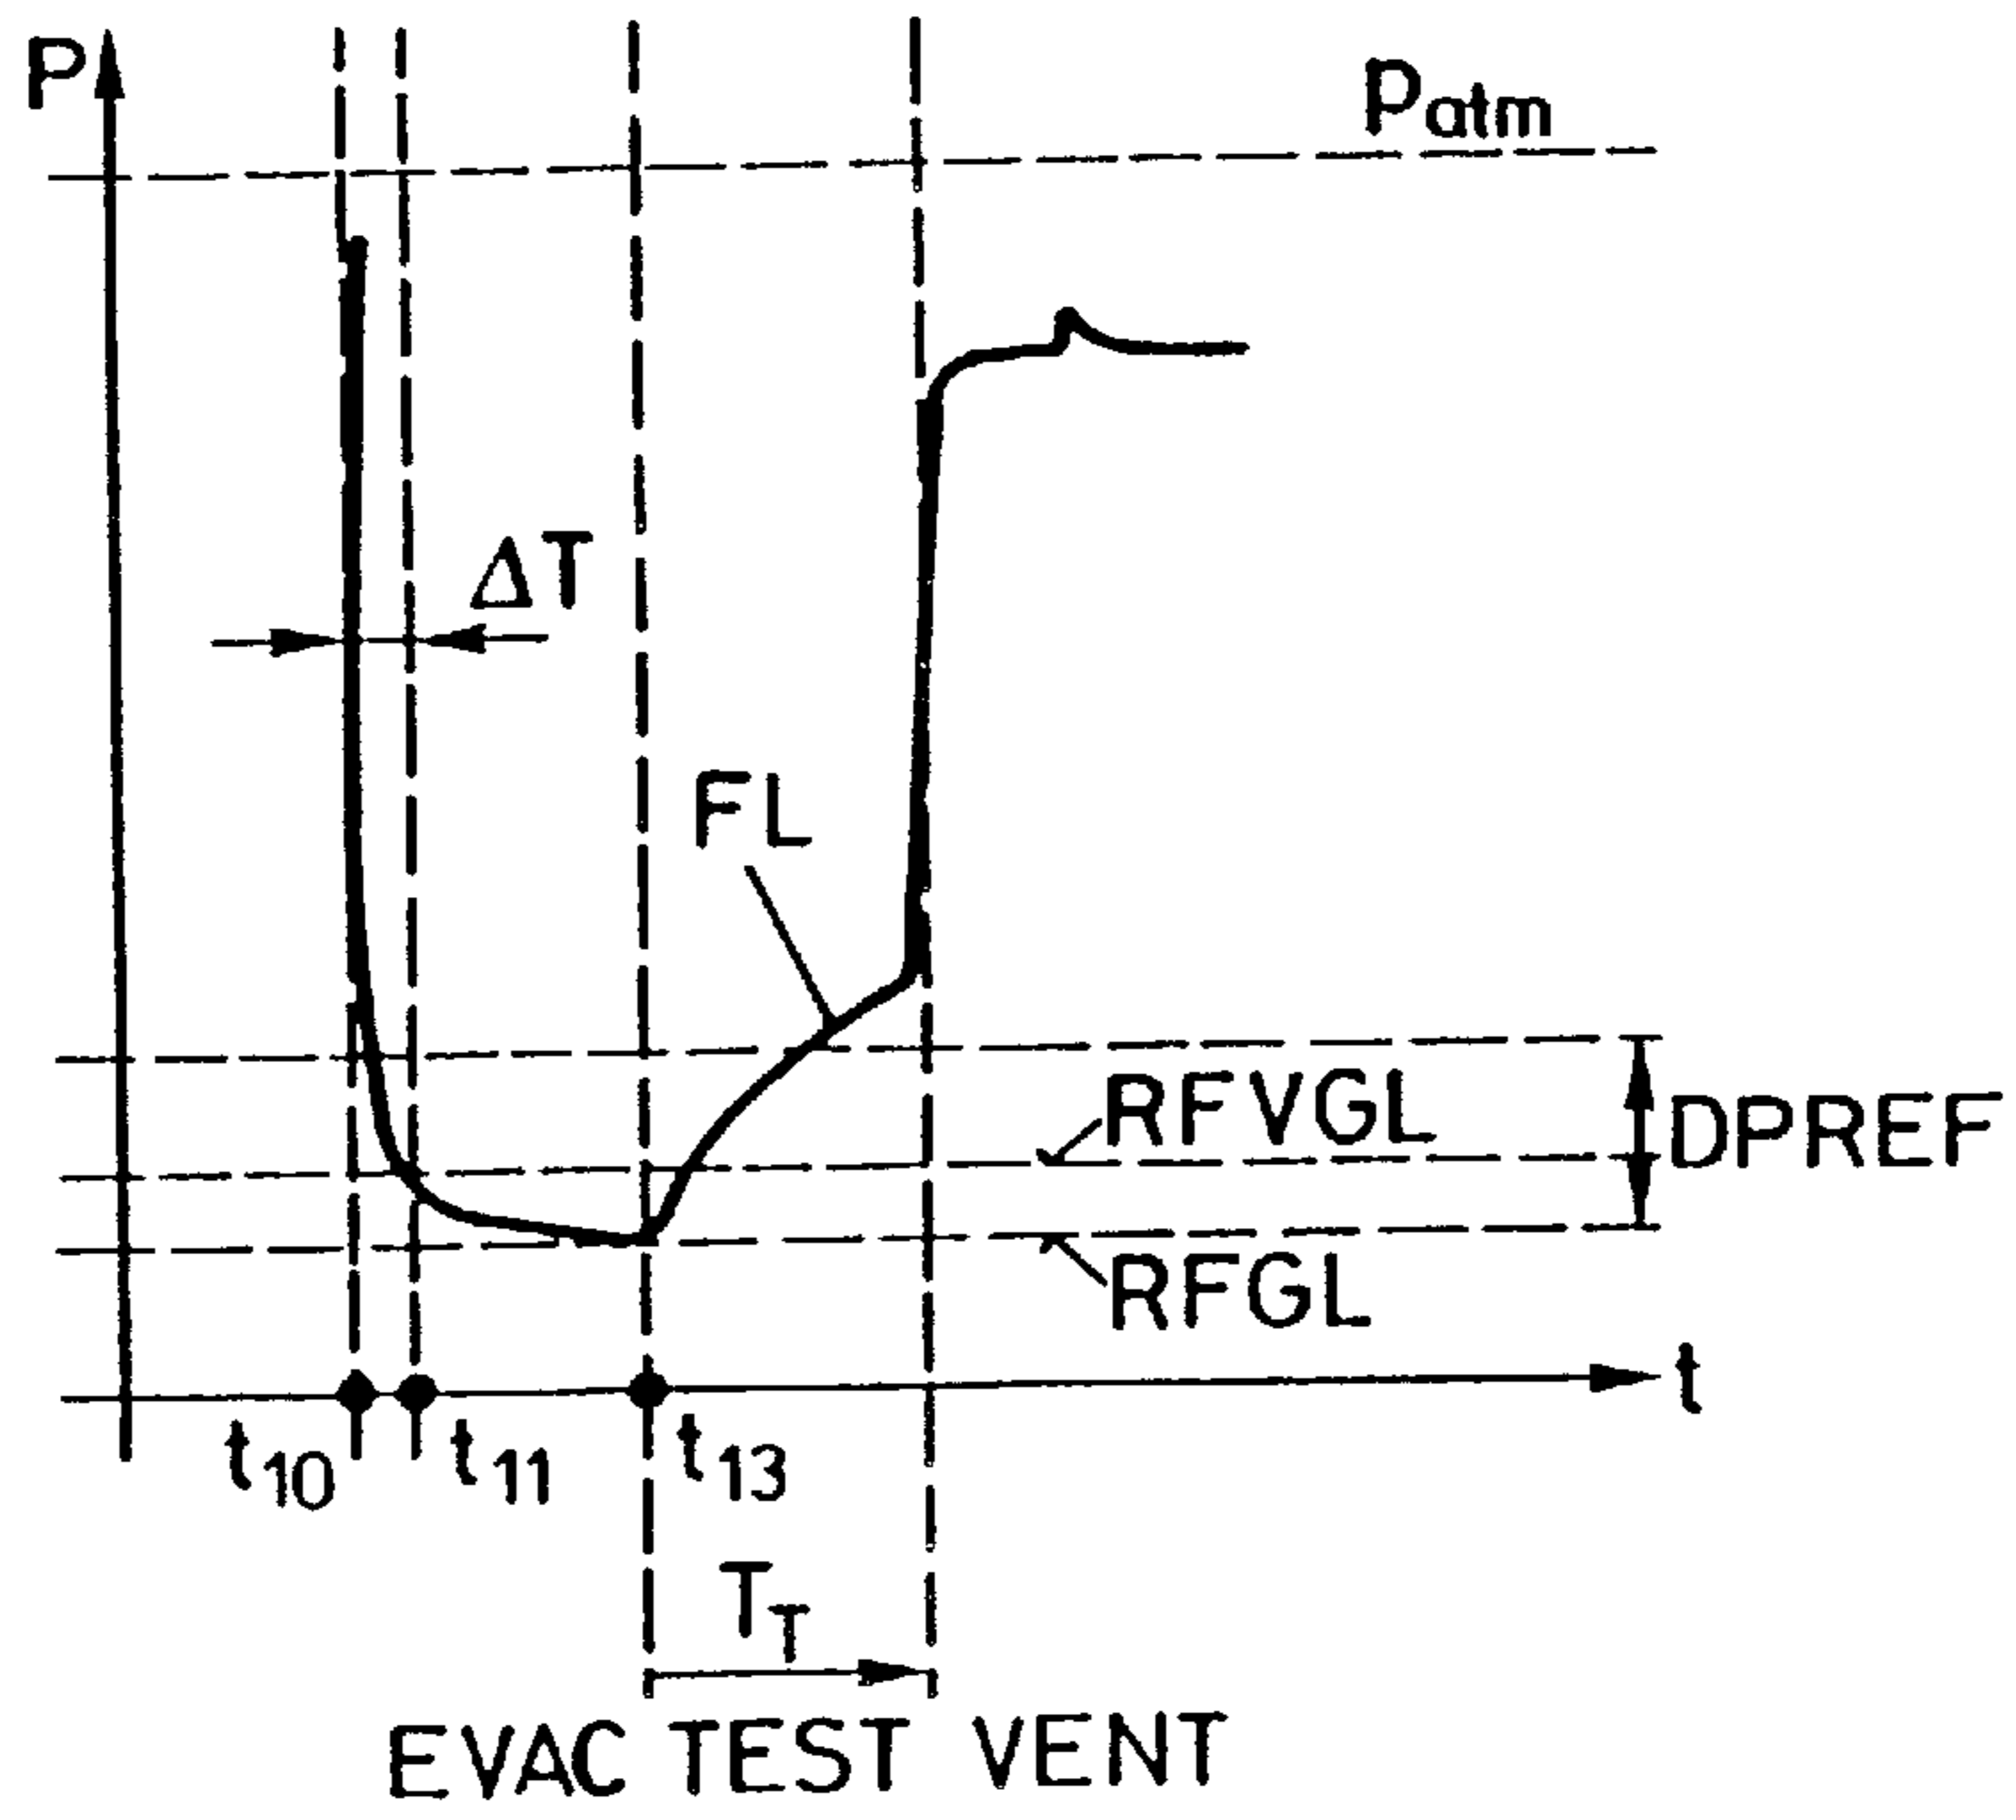 P
Patm
ΔT
FL
RFVGL
DPREF
RFGL
t
t10 t11 t13
TT
EVAC TEST VENT